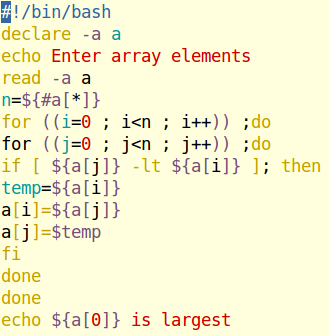 #!/bin/bash
declare -a a
echo Enter array elements
read -a a
n=${#a[*]}
for ((i=0 ; i<n ; i++)) ;do
for ((j=0 ; j<n ; j++)) ;do
if [ ${a[j]} -lt ${a[i]} ]; then
temp=${a[i]}
a[i]=${a[j]}
a[j]=$temp
fi
done
done
echo ${a[0]} is largest